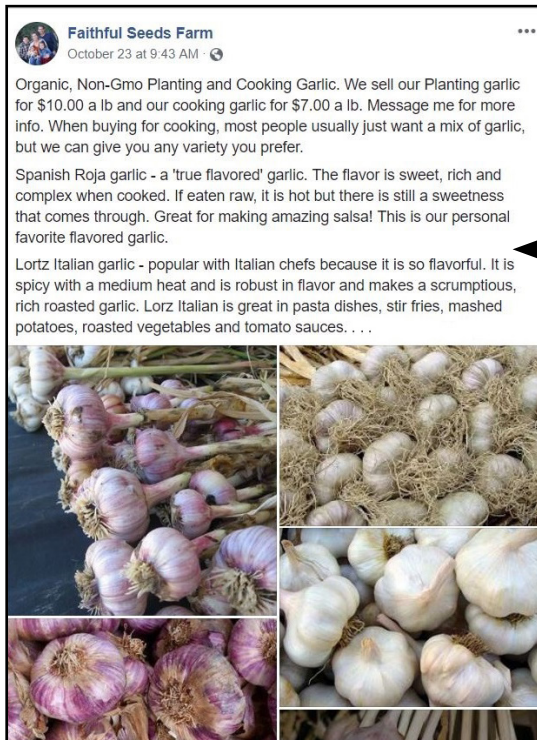 Faithful Seeds Farm
October 23 at 9:43 AM ·
Organic, Non-Gmo Planting and Cooking Garlic. We sell our Planting garlic
for $10.00 a lb and our cooking garlic for $7.00 a lb. Message me for more
info. When buying for cooking, most people usually just want a mix of garlic,
but we can give you any variety you prefer.
Spanish Roja garlic - a 'true flavored' garlic. The flavor is sweet, rich and
complex when cooked. If eaten raw, it is hot but there is still a sweetness
that comes through. Great for making amazing salsa! This is our personal
favorite flavored garlic.
Lortz Italian garlic - popular with Italian chefs because it is so flavorful. It is
spicy with a medium heat and is robust in flavor and makes a scrumptious,
rich roasted garlic. Lorz Italian is great in pasta dishes, stir fries, mashed
potatoes, roasted vegetables and tomato sauces. . . .